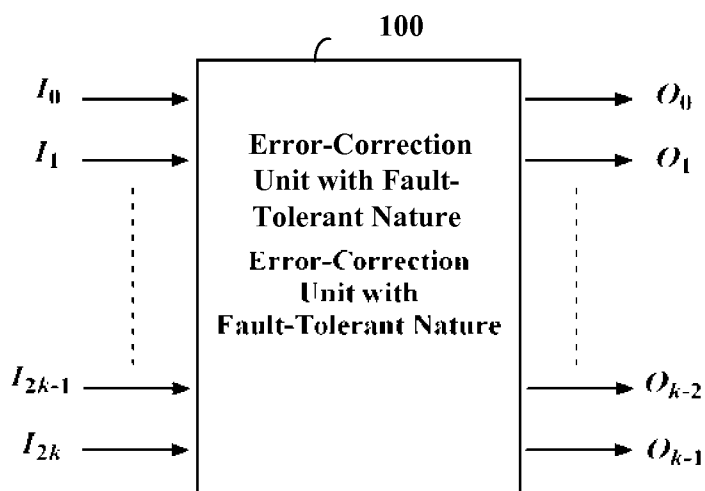 100
I0 O0
I1 O1
Error-Correction
Unit with Fault-
Tolerant Nature
Error-Correction
Unit with
Fault-Tolerant Nature
I2k-1 Ok-2
I2k Ok-1